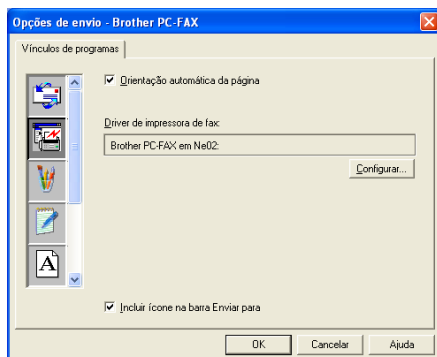 Opções de envio - Brother PC-FAX
Vínculos de programas
Orientação automática da página
Driver de impressora de fax:
Brother PC-FAX em Ne02:
Configurar...
A
Incluir ícone na barra Enviar para
OK Cancelar Ajuda